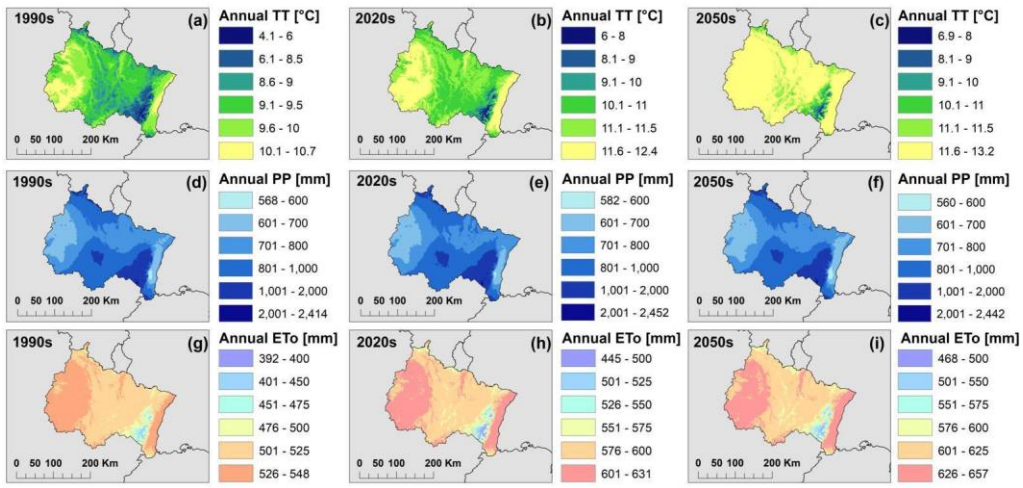 1990s (a) Annual TT [°C]
4.1 - 6
6.1 - 8.5
8.6 - 9
9.1 - 9.5
9.6 - 10
10.1 - 10.7
0 50 100 200 Km
2020s (b) Annual TT [°C]
6 - 8
8.1 - 9
9.1 - 10
10.1 - 11
11.1 - 11.5
11.6 - 12.4
0 50 100 200 Km
2050s (c) Annual TT [°C]
6.9 - 8
8.1 - 9
9.1 - 10
10.1 - 11
11.1 - 11.5
11.6 - 13.2
0 50 100 200 Km
1990s (d) Annual PP [mm]
568 - 600
601 - 700
701 - 800
801 - 1,000
1,001 - 2,000
2,001 - 2,414
0 50 100 200 Km
2020s (e) Annual PP [mm]
582 - 600
601 - 700
701 - 800
801 - 1,000
1,001 - 2,000
2,001 - 2,452
0 50 100 200 Km
2050s (f) Annual PP [mm]
560 - 600
601 - 700
701 - 800
801 - 1,000
1,001 - 2,000
2,001 - 2,442
0 50 100 200 Km
1990s (g) Annual ETo [mm]
392 - 400
401 - 450
451 - 475
476 - 500
501 - 525
526 - 548
0 50 100 200 Km
2020s (h) Annual ETo [mm]
445 - 500
501 - 525
526 - 550
551 - 575
576 - 600
601 - 631
0 50 100 200 Km
2050s (i) Annual ETo [mm]
468 - 500
501 - 550
551 - 575
576 - 600
601 - 625
626 - 657
0 50 100 200 Km